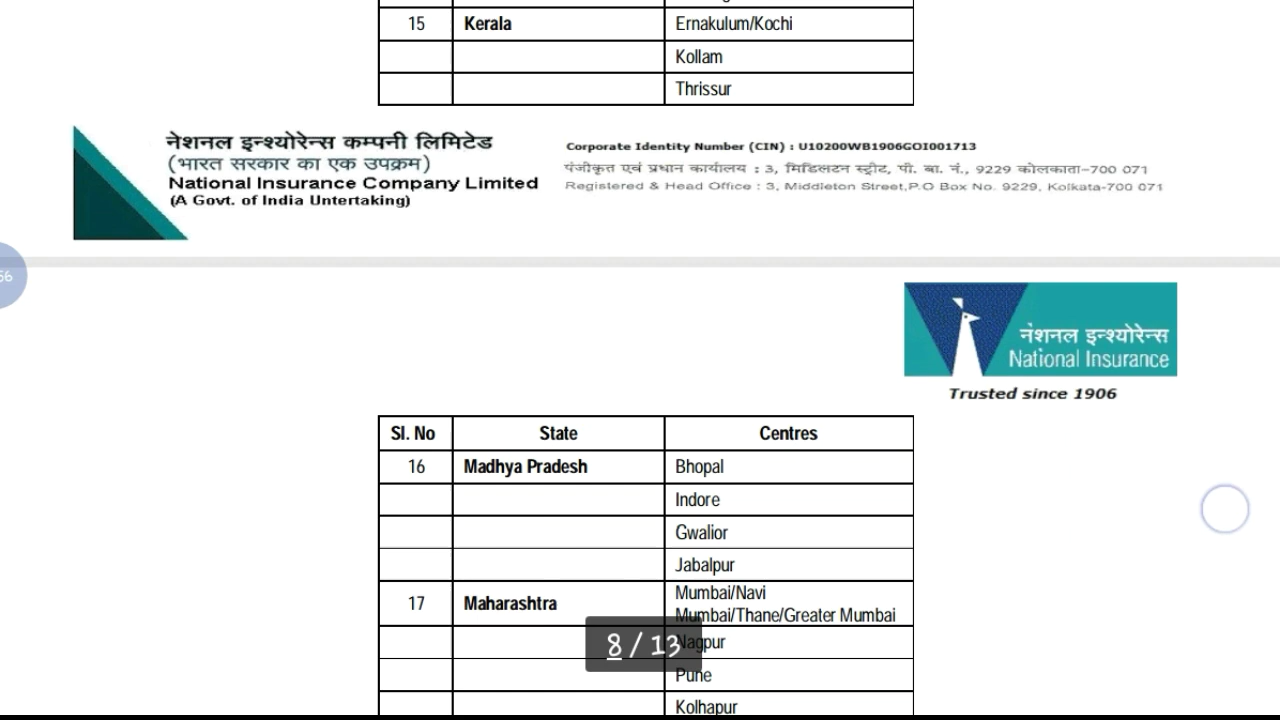 15 Kerala Ernakulum/Kochi
Kollam
Thrissur
नेशनल इन्श्योरेन्स कम्पनी लिमिटेड
(भारत सरकार का एक उपक्रम)
National Insurance Company Limited
(A Govt. of India Undertaking)
Corporate Identity Number (CIN) : U10200WB1906GOI001713
पंजीकृत एवं प्रधान कार्यालय : 3, मिडिलटन स्ट्रीट, पी. बा. नं., 9229 कोलकाता-700 071
Registered & Head Office : 3, Middleton Street,P.O Box No. 9229, Kolkata-700 071
56
नेशनल इन्श्योरेन्स
National Insurance
Trusted since 1906
Sl. No State Centres
16 Madhya Pradesh Bhopal
Indore
Gwalior
Jabalpur
17 Maharashtra Mumbai/Navi
Mumbai/Thane/Greater Mumbai
Nagpur
8 / 13
Pune
Kolhapur